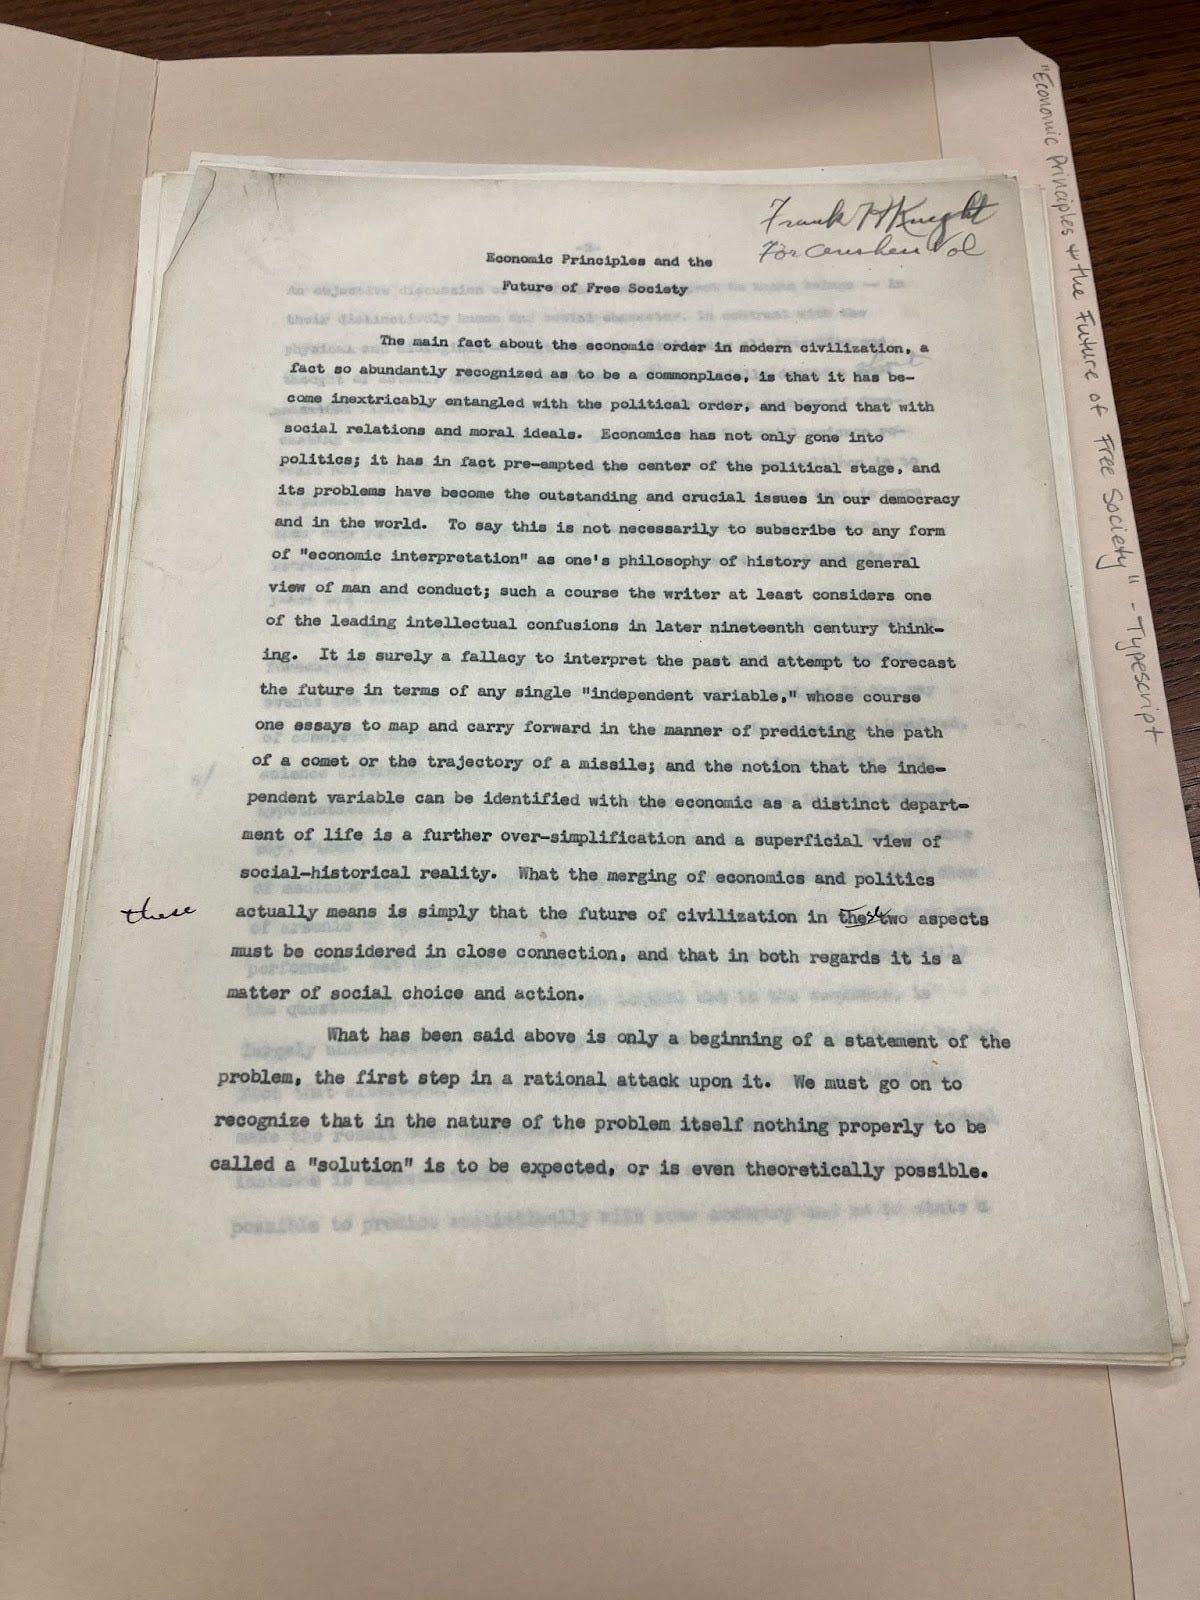 "Economic Principles & the Future of Free Society" - Typescript
Frank H Knight
For Anshen Vol
Economic Principles and the
Future of Free Society
The main fact about the economic order in modern civilization, a
fact so abundantly recognized as to be a commonplace, is that it has be-
come inextricably entangled with the political order, and beyond that with
social relations and moral ideals. Economics has not only gone into
politics; it has in fact pre-empted the center of the political stage, and
its problems have become the outstanding and crucial issues in our democracy
and in the world. To say this is not necessarily to subscribe to any form
of "economic interpretation" as one's philosophy of history and general
view of man and conduct; such a course the writer at least considers one
of the leading intellectual confusions in later nineteenth century think-
ing. It is surely a fallacy to interpret the past and attempt to forecast
the future in terms of any single "independent variable," whose course
one essays to map and carry forward in the manner of predicting the path
of a comet or the trajectory of a missile; and the notion that the inde-
pendent variable can be identified with the economic as a distinct depart-
ment of life is a further over-simplification and a superficial view of
social-historical reality. What the merging of economics and politics
these
actually means is simply that the future of civilization in these two aspects
must be considered in close connection, and that in both regards it is a
matter of social choice and action.
What has been said above is only a beginning of a statement of the
problem, the first step in a rational attack upon it. We must go on to
recognize that in the nature of the problem itself nothing properly to be
called a "solution" is to be expected, or is even theoretically possible.